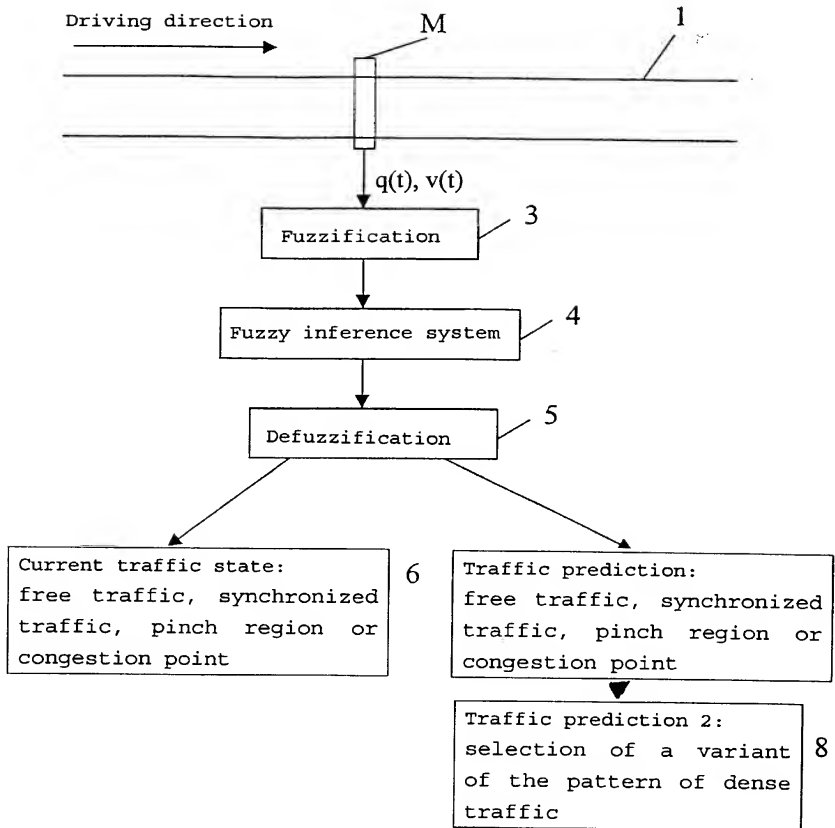 Driving direction
M
1
q(t), v(t)
Fuzzification
3
Fuzzy inference system
4
Defuzzification
5
Current traffic state:
free traffic, synchronized
traffic, pinch region or
congestion point
6
Traffic prediction:
free traffic, synchronized
traffic, pinch region or
congestion point
Traffic prediction 2:
selection of a variant
of the pattern of dense
traffic
8